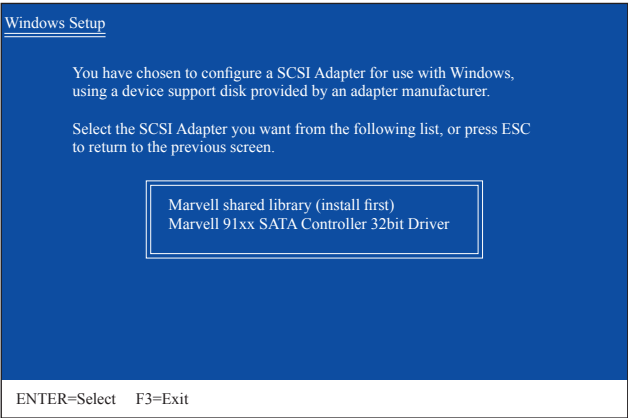 Windows Setup
You have chosen to configure a SCSI Adapter for use with Windows,
using a device support disk provided by an adapter manufacturer.
Select the SCSI Adapter you want from the following list, or press ESC
to return to the previous screen.
Marvell shared library (install first)
Marvell 91xx SATA Controller 32bit Driver
ENTER=Select F3=Exit